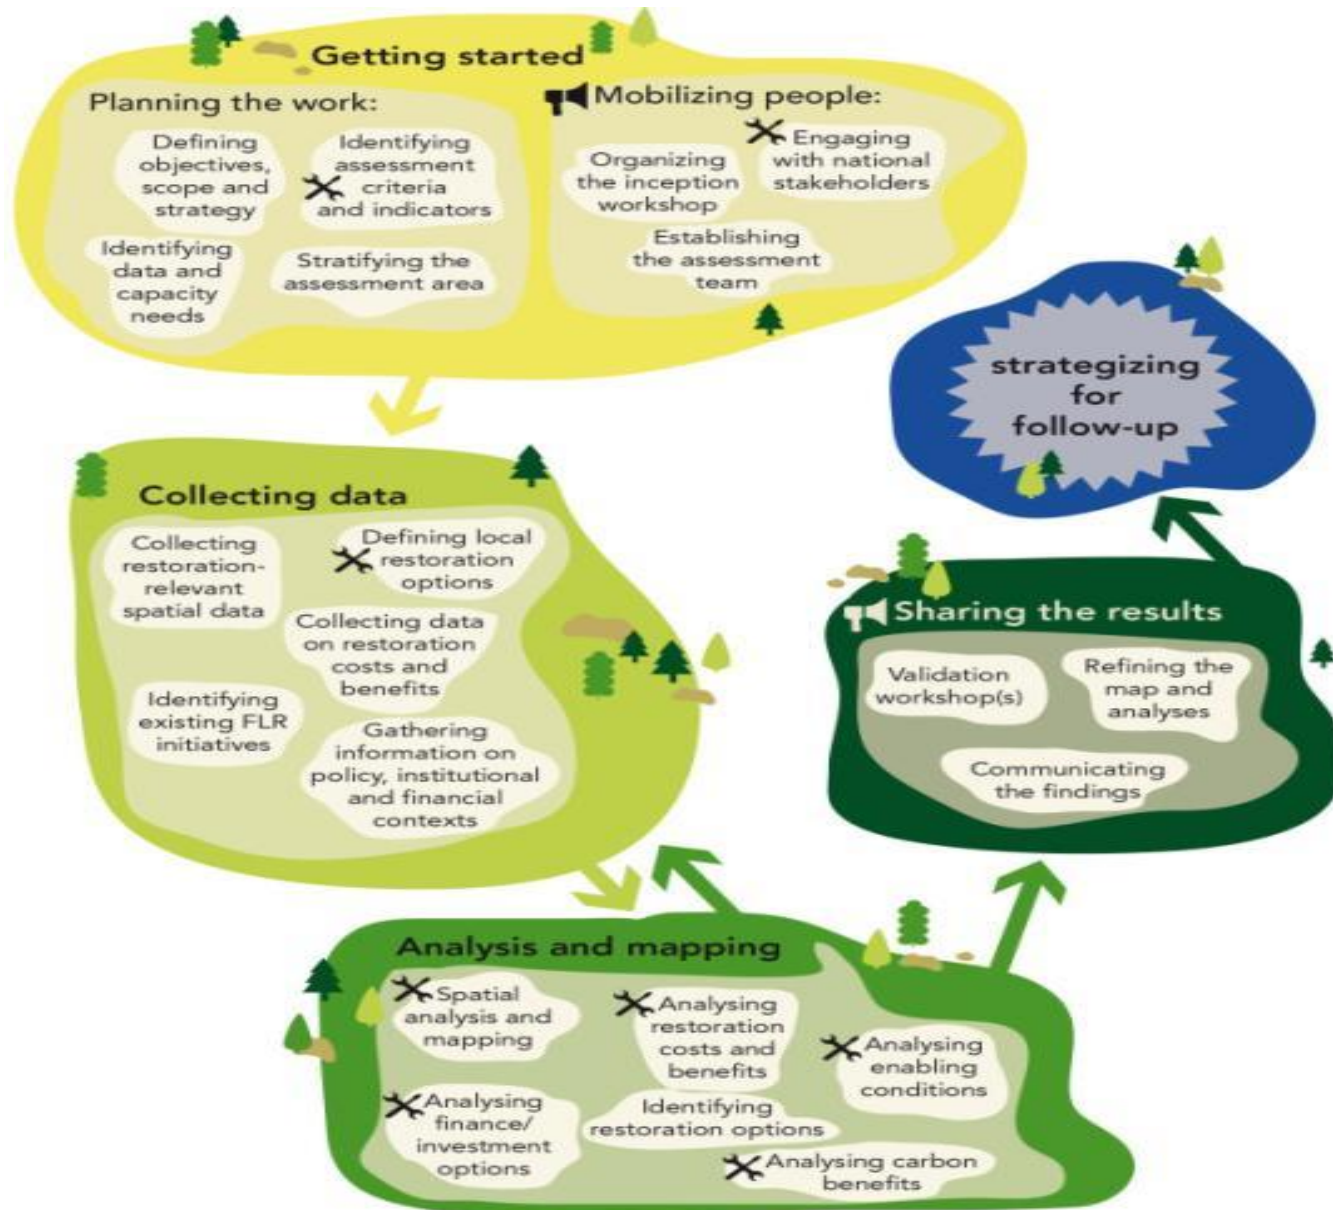 Getting started
Planning the work:
Defining
objectives,
scope and
strategy
Identifying
assessment
criteria
and indicators
Identifying
data and
capacity
needs
Stratifying the
assessment area
Mobilizing people:
Organizing
the inception
workshop
Engaging
with national
stakeholders
Establishing
the assessment
team
Collecting data
Collecting
restoration-
relevant
spatial data
Defining local
restoration
options
Collecting data
on restoration
costs and
benefits
Identifying
existing FLR
initiatives
Gathering
information on
policy, institutional
and financial
contexts
Analysis and mapping
Spatial
analysis and
mapping
Analysing
restoration
costs and
benefits
Analysing
enabling
conditions
Analysing
finance/
investment
options
Identifying
restoration options
Analysing carbon
benefits
Sharing the results
Validation
workshop(s)
Refining the
map and
analyses
Communicating
the findings
strategizing
for
follow-up